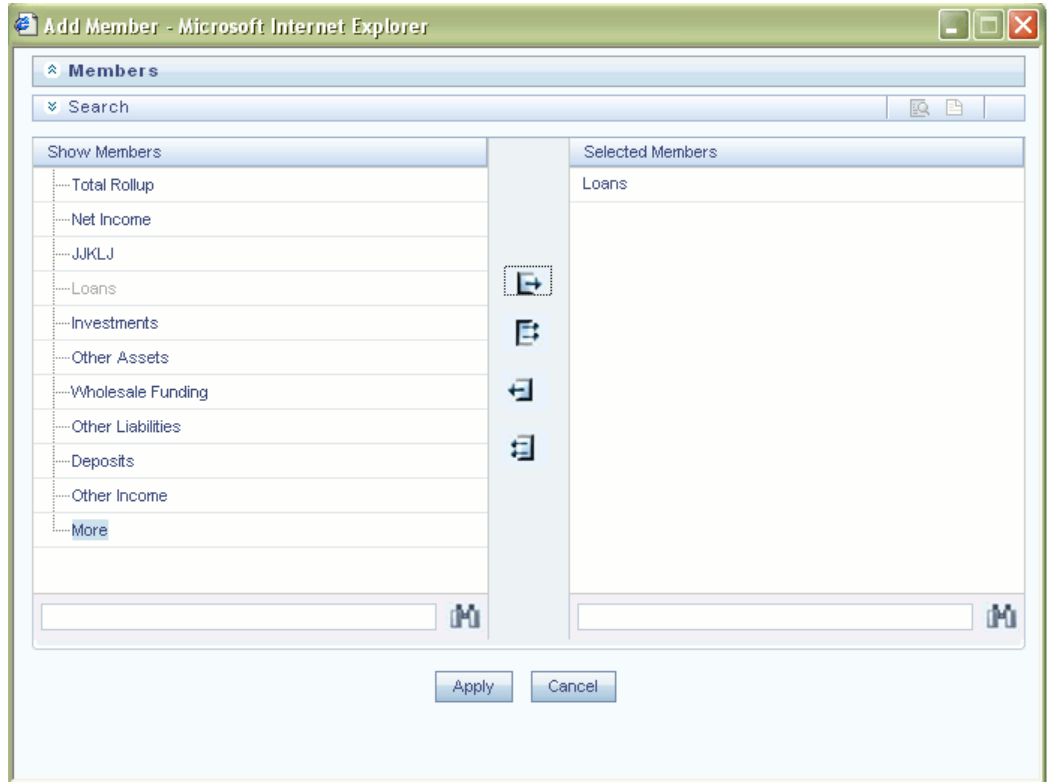 Add Member - Microsoft Internet Explorer
Members
Search
Show Members
Total Rollup
Net Income
JJKLJ
Loans
Investments
Other Assets
Wholesale Funding
Other Liabilities
Deposits
Other Income
More
Selected Members
Loans
Apply
Cancel